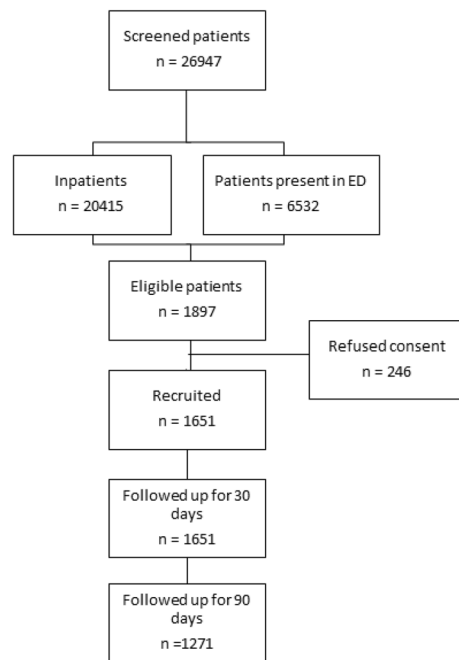 Screened patients
n = 26947
Inpatients
n = 20415
Patients present in ED
n = 6532
Eligible patients
n = 1897
Refused consent
n = 246
Recruited
n = 1651
Followed up for 30
days
n = 1651
Followed up for 90
days
n =1271